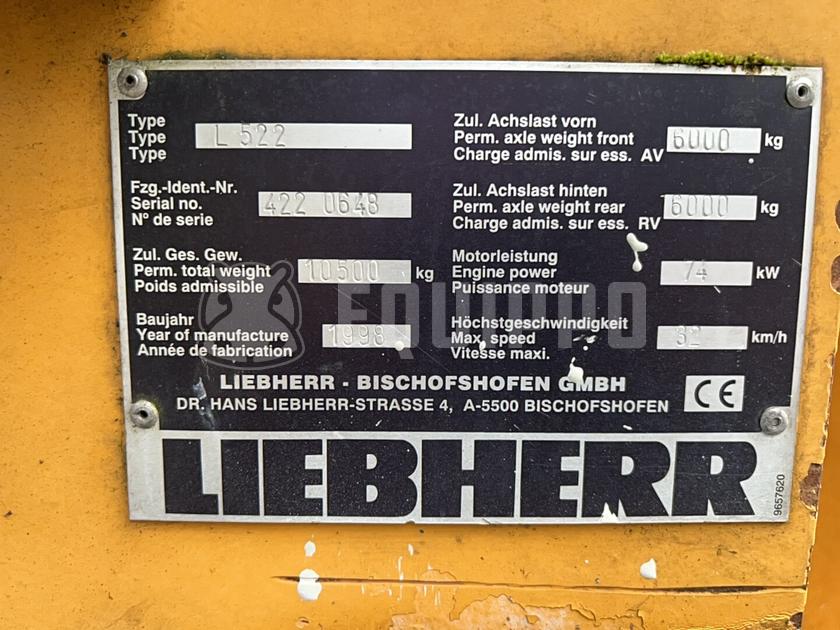 Type
Type L 522
Type
Fzg.-Ident.-Nr.
Serial no. 422 0648
N° de serie
Zul. Ges. Gew.
Perm. total weight 10500 kg
Poids admissible
Baujahr
Year of manufacture 1998
Année de fabrication
Zul. Achslast vorn
Perm. axle weight front 6000 kg
Charge admis. sur ess. AV
Zul. Achslast hinten
Perm. axle weight rear 6000 kg
Charge admis. sur ess. RV
Motorleistung
Engine power 74 kW
Puissance moteur
Höchstgeschwindigkeit
Max. speed 32 km/h
Vitesse maxi.
EQUIPPO
LIEBHERR - BISCHOFSHOFEN GMBH
DR. HANS LIEBHERR-STRASSE 4, A-5500 BISCHOFSHOFEN
CE
LIEBHERR
9657620